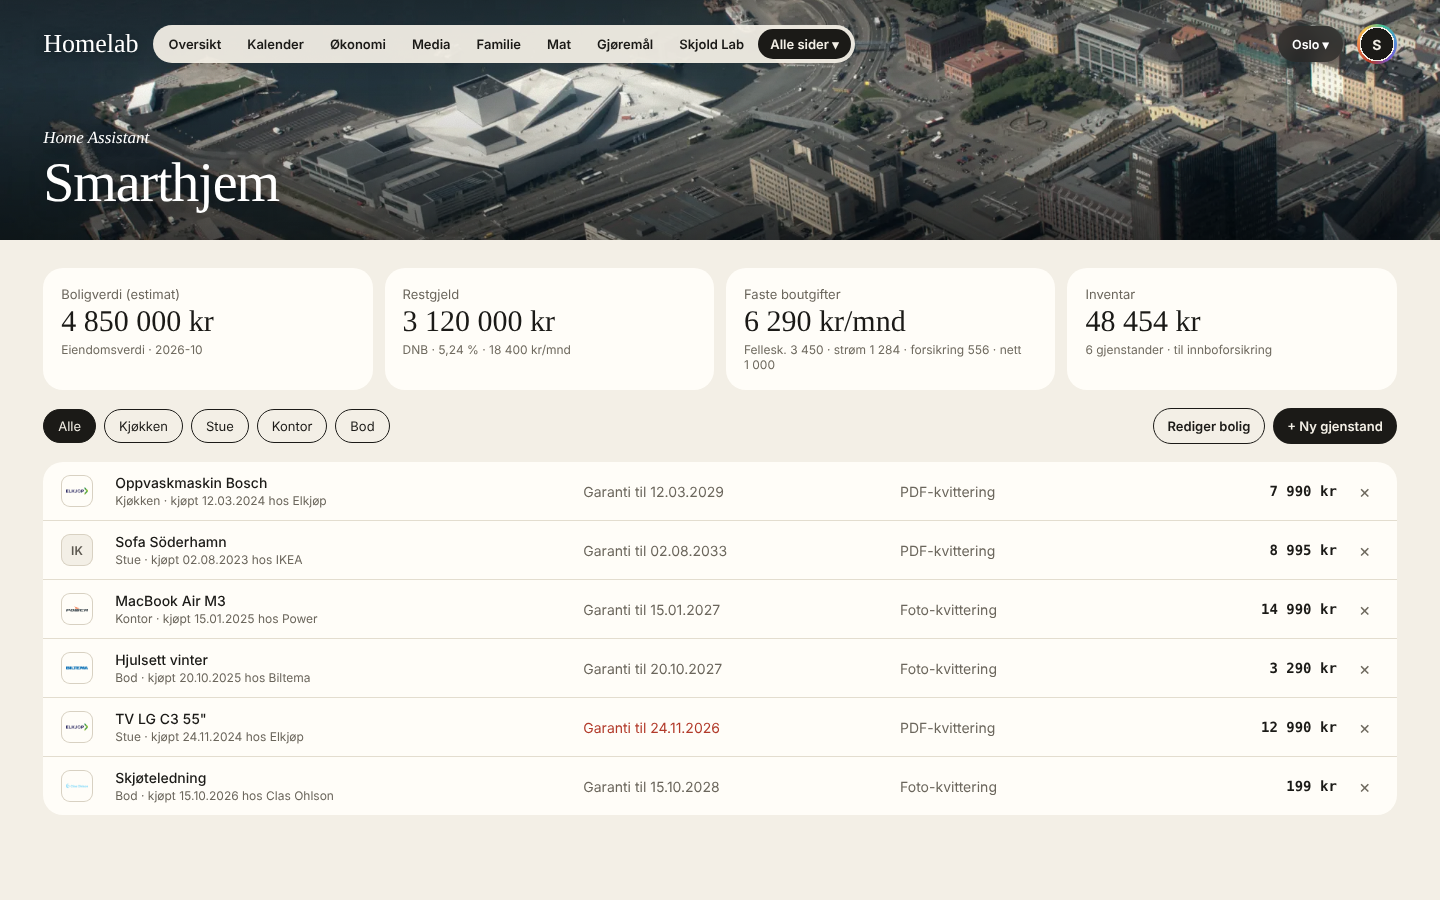 Homelab
Oversikt Kalender Økonomi Media Familie Mat Gjøremål Skjold Lab Alle sider ▾
Oslo ▾
S
Home Assistant
Smarthjem
Boligverdi (estimat)
4 850 000 kr
Eiendomsverdi · 2026-10
Restgjeld
3 120 000 kr
DNB · 5,24 % · 18 400 kr/mnd
Faste boutgifter
6 290 kr/mnd
Fellesk. 3 450 · strøm 1 284 · forsikring 556 · nett
1 000
Inventar
48 454 kr
6 gjenstander · til innboforsikring
Alle Kjøkken Stue Kontor Bod
Rediger bolig + Ny gjenstand
ELKJØP
Oppvaskmaskin Bosch
Kjøkken · kjøpt 12.03.2024 hos Elkjøp
Garanti til 12.03.2029
PDF-kvittering
7 990 kr ×
IK
Sofa Söderhamn
Stue · kjøpt 02.08.2023 hos IKEA
Garanti til 02.08.2033
PDF-kvittering
8 995 kr ×
POWER
MacBook Air M3
Kontor · kjøpt 15.01.2025 hos Power
Garanti til 15.01.2027
Foto-kvittering
14 990 kr ×
BILTEMA
Hjulsett vinter
Bod · kjøpt 20.10.2025 hos Biltema
Garanti til 20.10.2027
Foto-kvittering
3 290 kr ×
ELKJØP
TV LG C3 55"
Stue · kjøpt 24.11.2024 hos Elkjøp
Garanti til 24.11.2026
PDF-kvittering
12 990 kr ×
Skjøteledning
Bod · kjøpt 15.10.2026 hos Clas Ohlson
Garanti til 15.10.2028
Foto-kvittering
199 kr ×